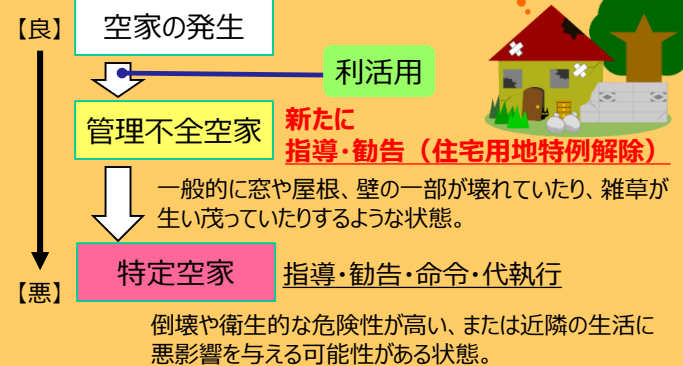 【良】
空家の発生
利活用
管理不全空家
新たに
指導・勧告（住宅用地特例解除）
一般的に窓や屋根、壁の一部が壊れていたり、雑草が
生い茂っていたりするような状態。
特定空家
指導・勧告・命令・代執行
【悪】
倒壊や衛生的な危険性が高い、または近隣の生活に
悪影響を与える可能性がある状態。